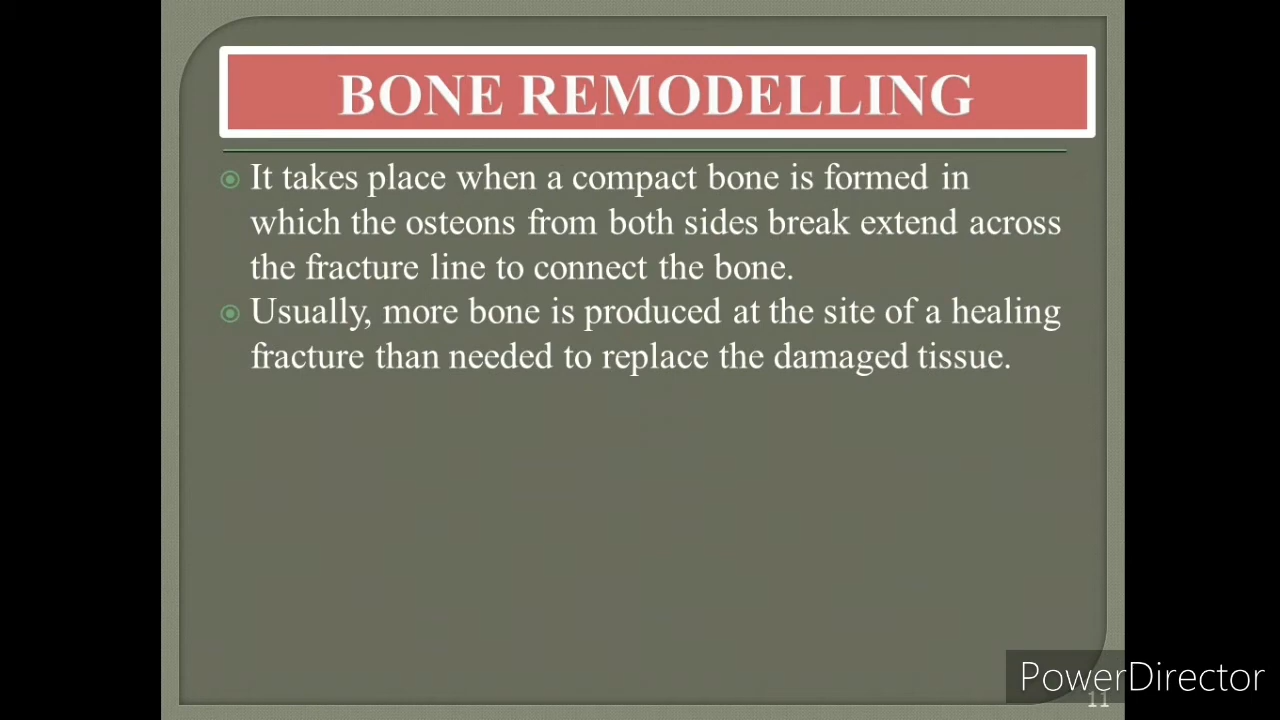 BONE REMODELLING
It takes place when a compact bone is formed in
which the osteons from both sides break extend across
the fracture line to connect the bone.
Usually, more bone is produced at the site of a healing
fracture than needed to replace the damaged tissue.
PowerDirector
11